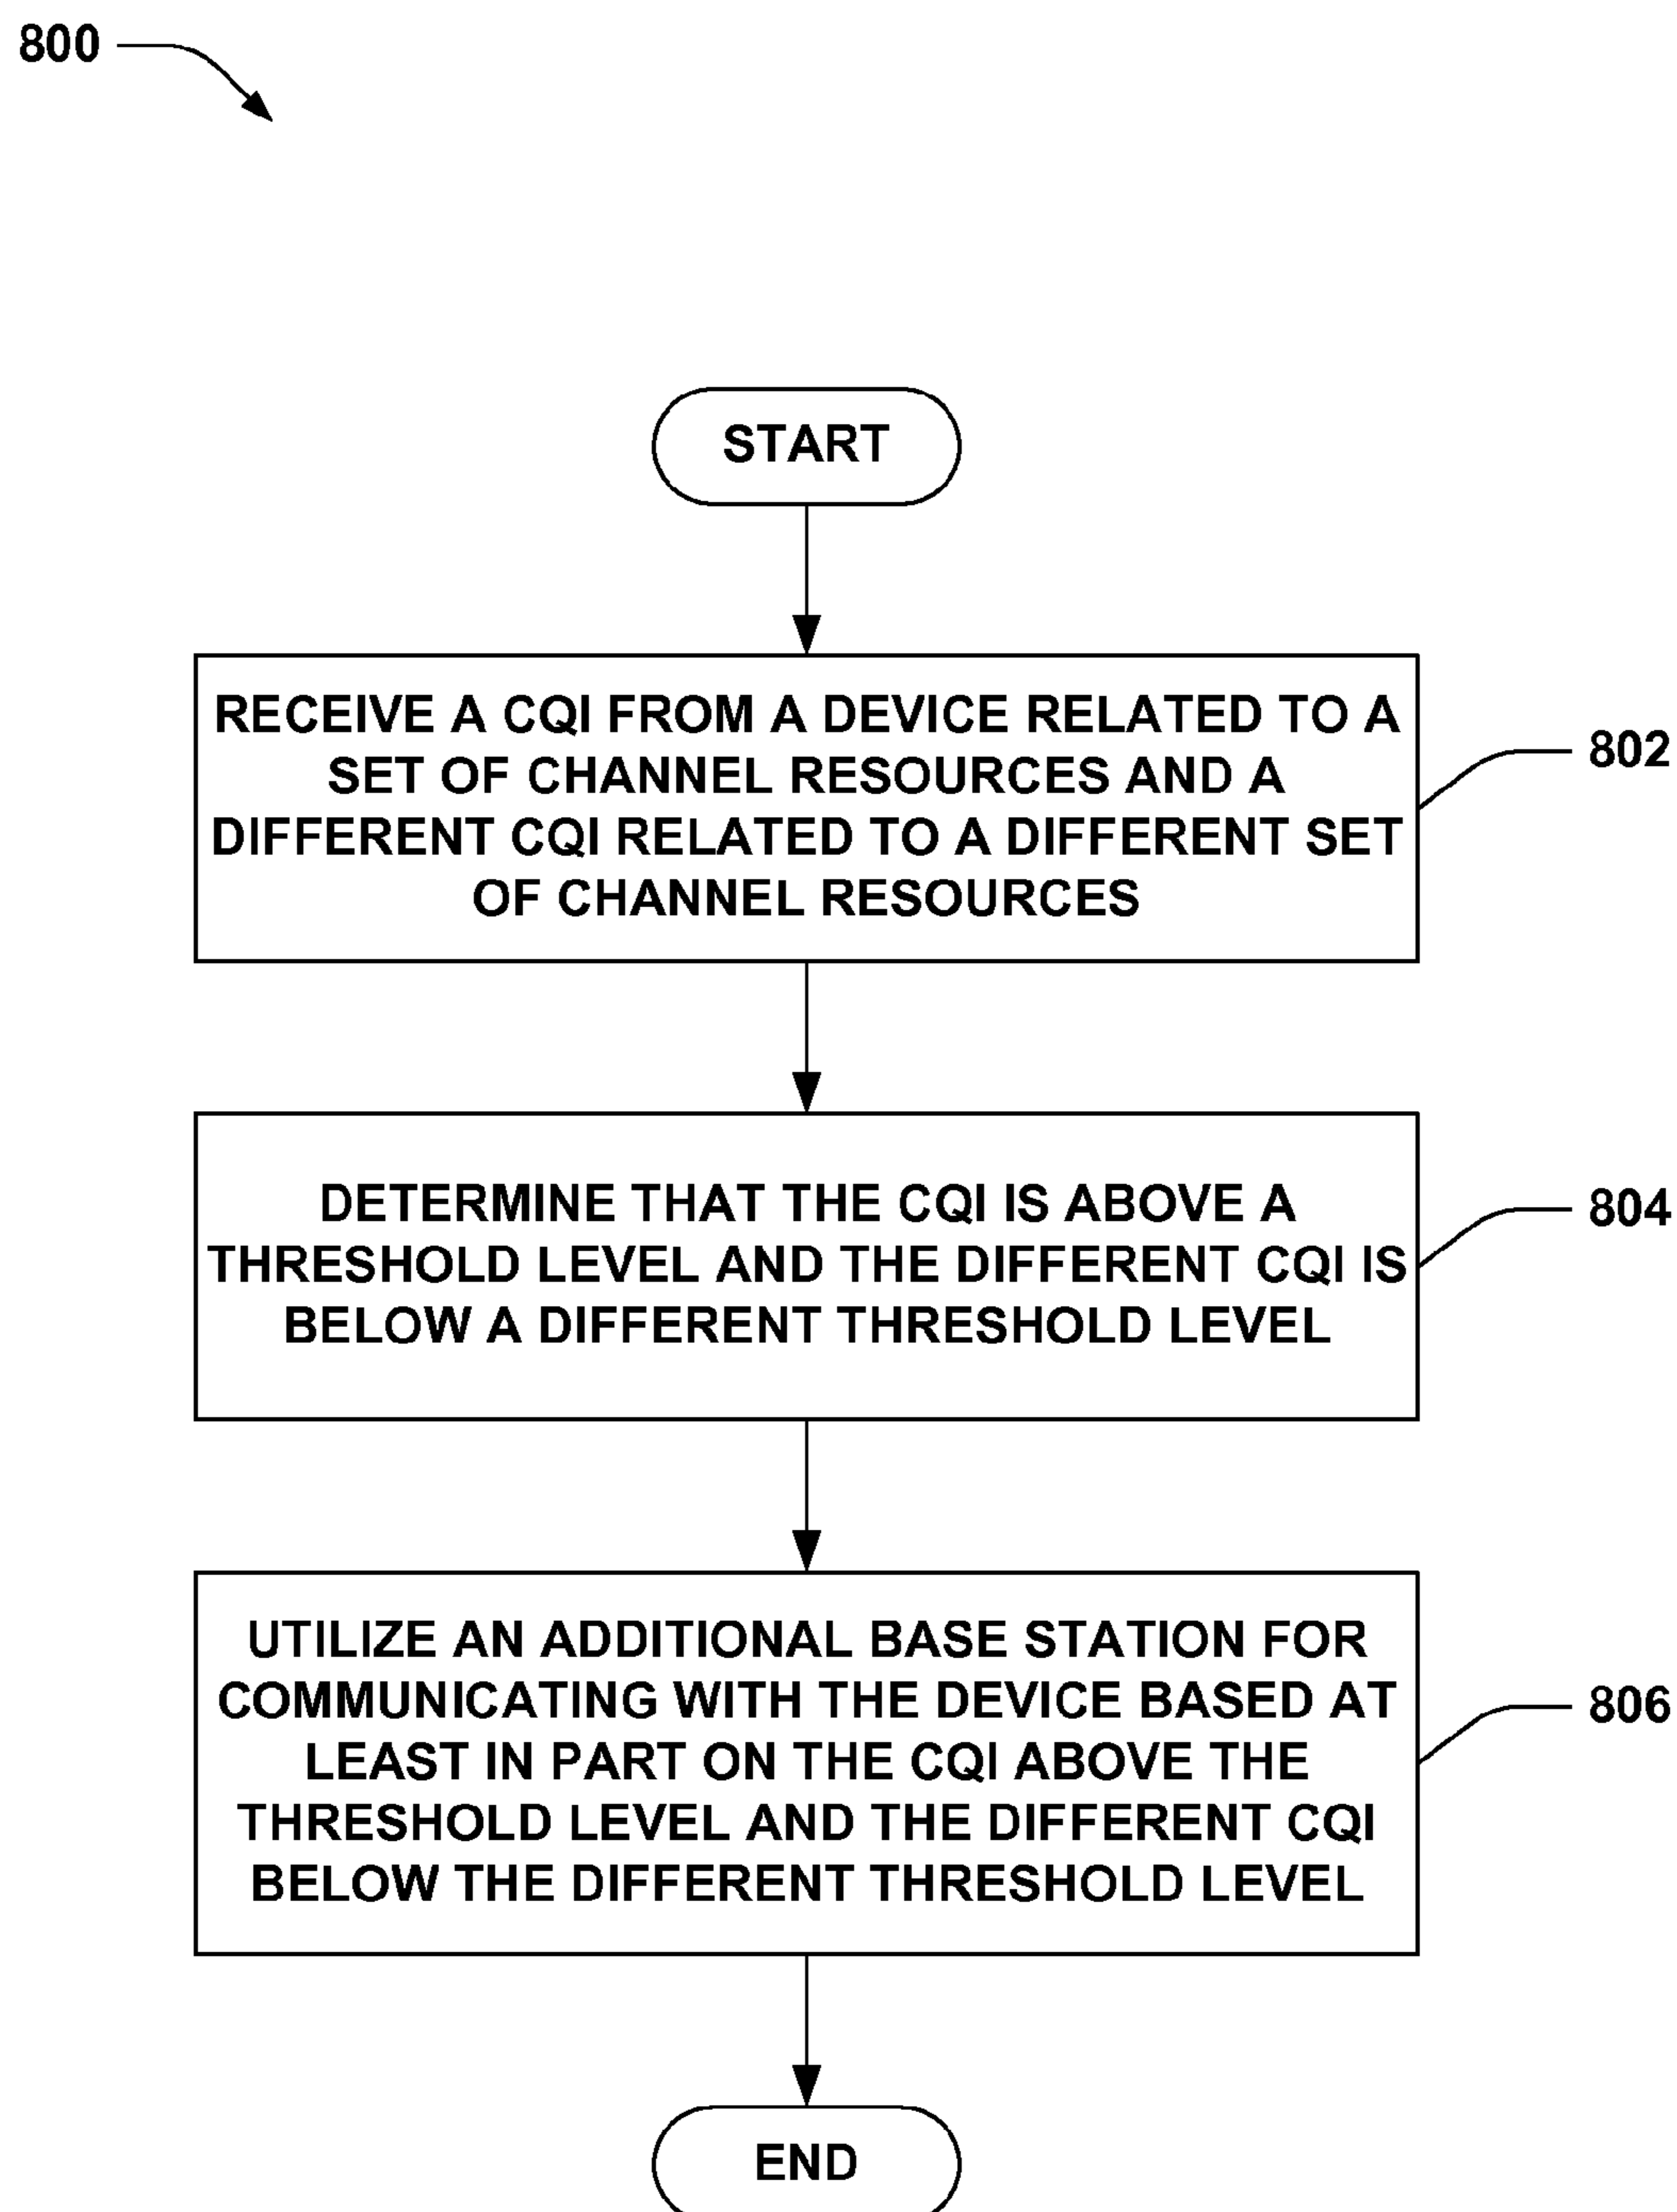 800
START
RECEIVE A CQI FROM A DEVICE RELATED TO A
SET OF CHANNEL RESOURCES AND A
DIFFERENT CQI RELATED TO A DIFFERENT SET
OF CHANNEL RESOURCES
802
DETERMINE THAT THE CQI IS ABOVE A
THRESHOLD LEVEL AND THE DIFFERENT CQI IS
BELOW A DIFFERENT THRESHOLD LEVEL
804
UTILIZE AN ADDITIONAL BASE STATION FOR
COMMUNICATING WITH THE DEVICE BASED AT
LEAST IN PART ON THE CQI ABOVE THE
THRESHOLD LEVEL AND THE DIFFERENT CQI
BELOW THE DIFFERENT THRESHOLD LEVEL
806
END